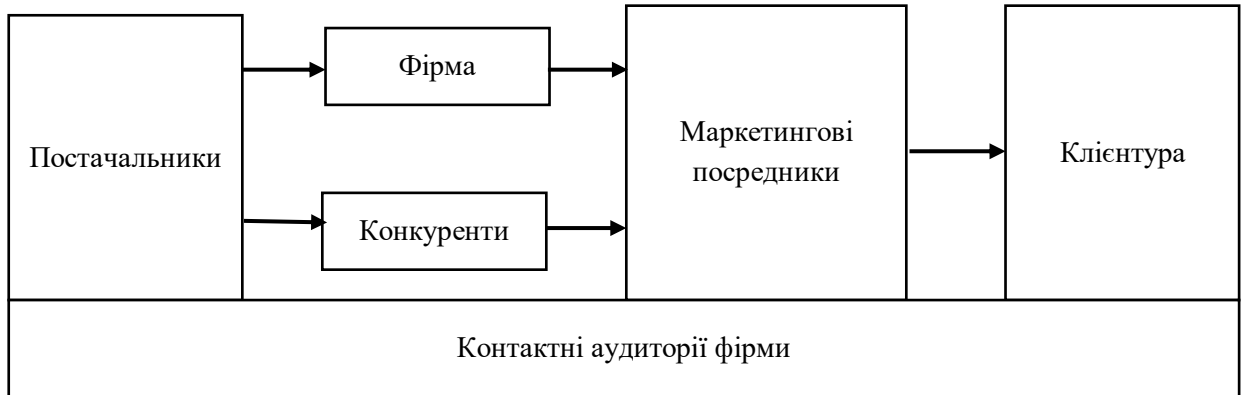 Фірма
Постачальники
Маркетингові
посредники
Клієнтура
Конкуренти
Контактні аудиторії фірми